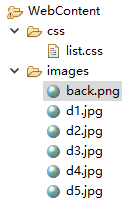 WebContent
css
list.css
images
back.png
d1.jpg
d2.jpg
d3.jpg
d4.jpg
d5.jpg